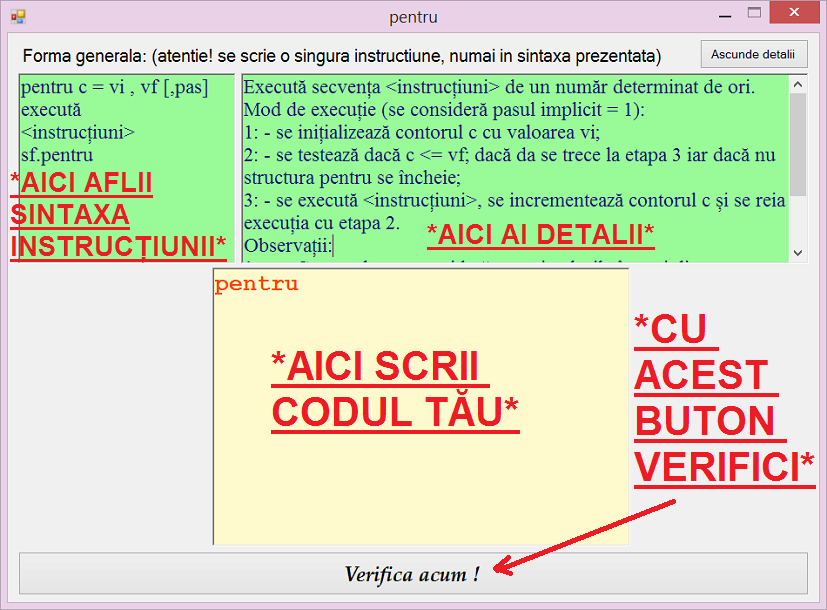 pentru
Forma generala: (atentie! se scrie o singura instructiune, numai in sintaxa prezentata)
Ascunde detalii
pentru c = vi , vf [,pas]
execută
<instrucțiuni>
sf.pentru
*AICI AFLII
SINTAXA
INSTRUCȚIUNII*
Execută secvența <instrucțiuni> de un număr determinat de ori.
Mod de execuție (se consideră pasul implicit = 1):
1: - se inițializează contorul c cu valoarea vi;
2: - se testează dacă c <= vf; dacă da se trece la etapa 3 iar dacă nu
structura pentru se încheie;
3: - se execută <instrucțiuni>, se incrementează contorul c și se reia
execuția cu etapa 2.
Observații:
*AICI AI DETALII*
pentru
*AICI SCRII
CODUL TĂU*
*CU
ACEST
BUTON
VERIFICI*
Verifica acum !